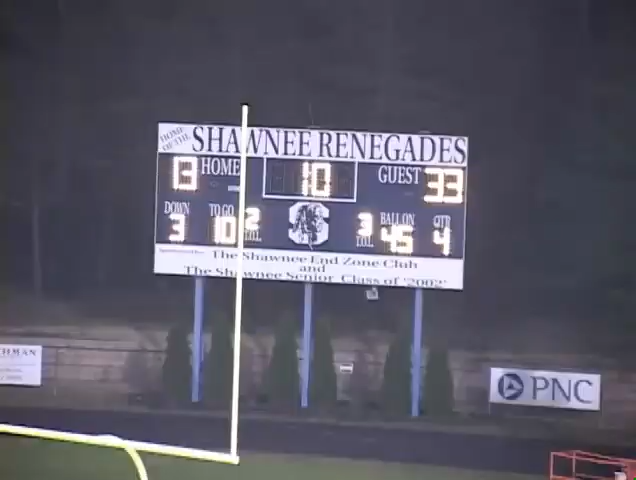 HOME
OF THE
SHAWNEE RENEGADES
13 HOME 10 GUEST 33
DOWN TO GO BALL ON QTR
3 10 2 3 45 4
T.O.L. T.O.L.
S
The Shawnee End Zone Club
and
The Shawnee Senior Class of '2002'
PNC